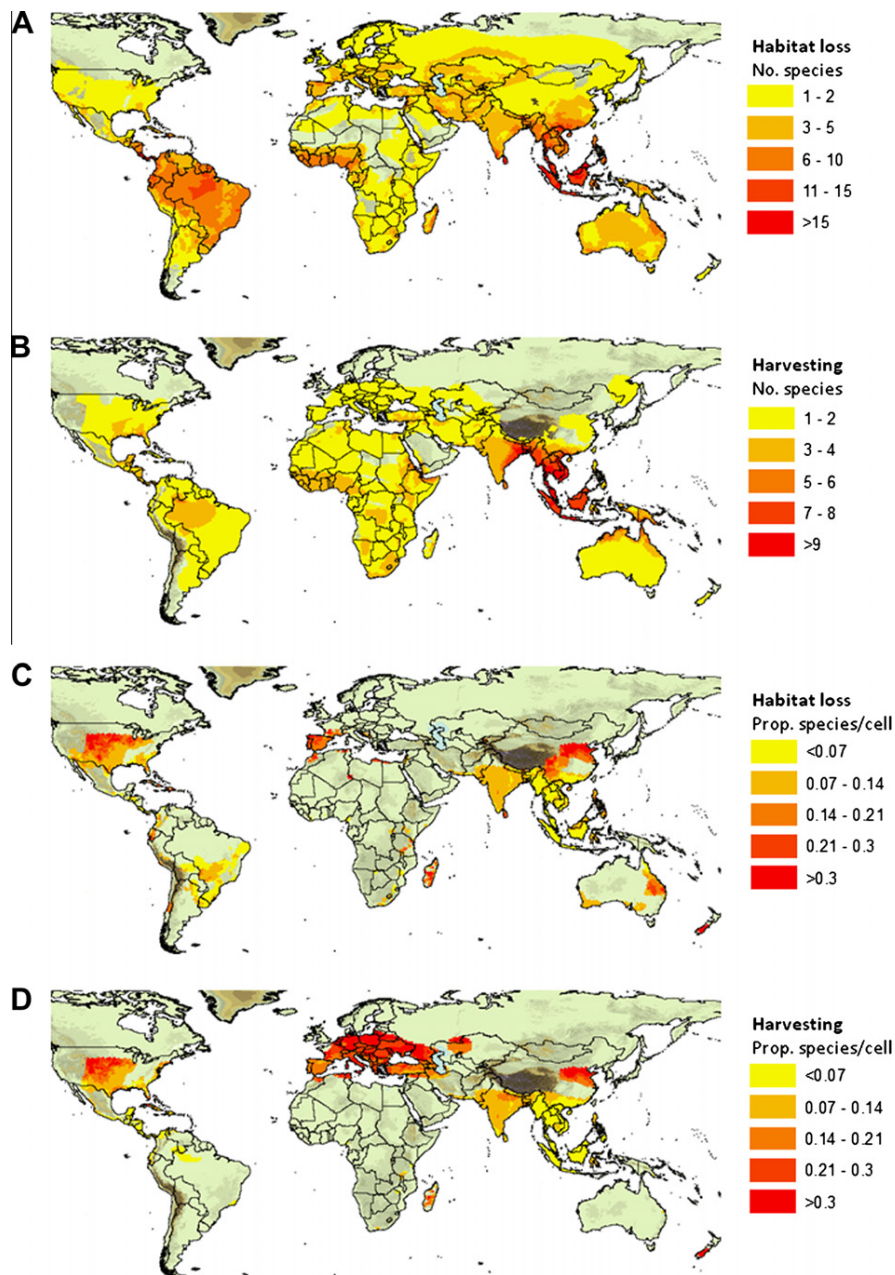 A
Habitat loss
No. species
1 - 2
3 - 5
6 - 10
11 - 15
>15
B
Harvesting
No. species
1 - 2
3 - 4
5 - 6
7 - 8
>9
C
Habitat loss
Prop. species/cell
<0.07
0.07 - 0.14
0.14 - 0.21
0.21 - 0.3
>0.3
D
Harvesting
Prop. species/cell
<0.07
0.07 - 0.14
0.14 - 0.21
0.21 - 0.3
>0.3